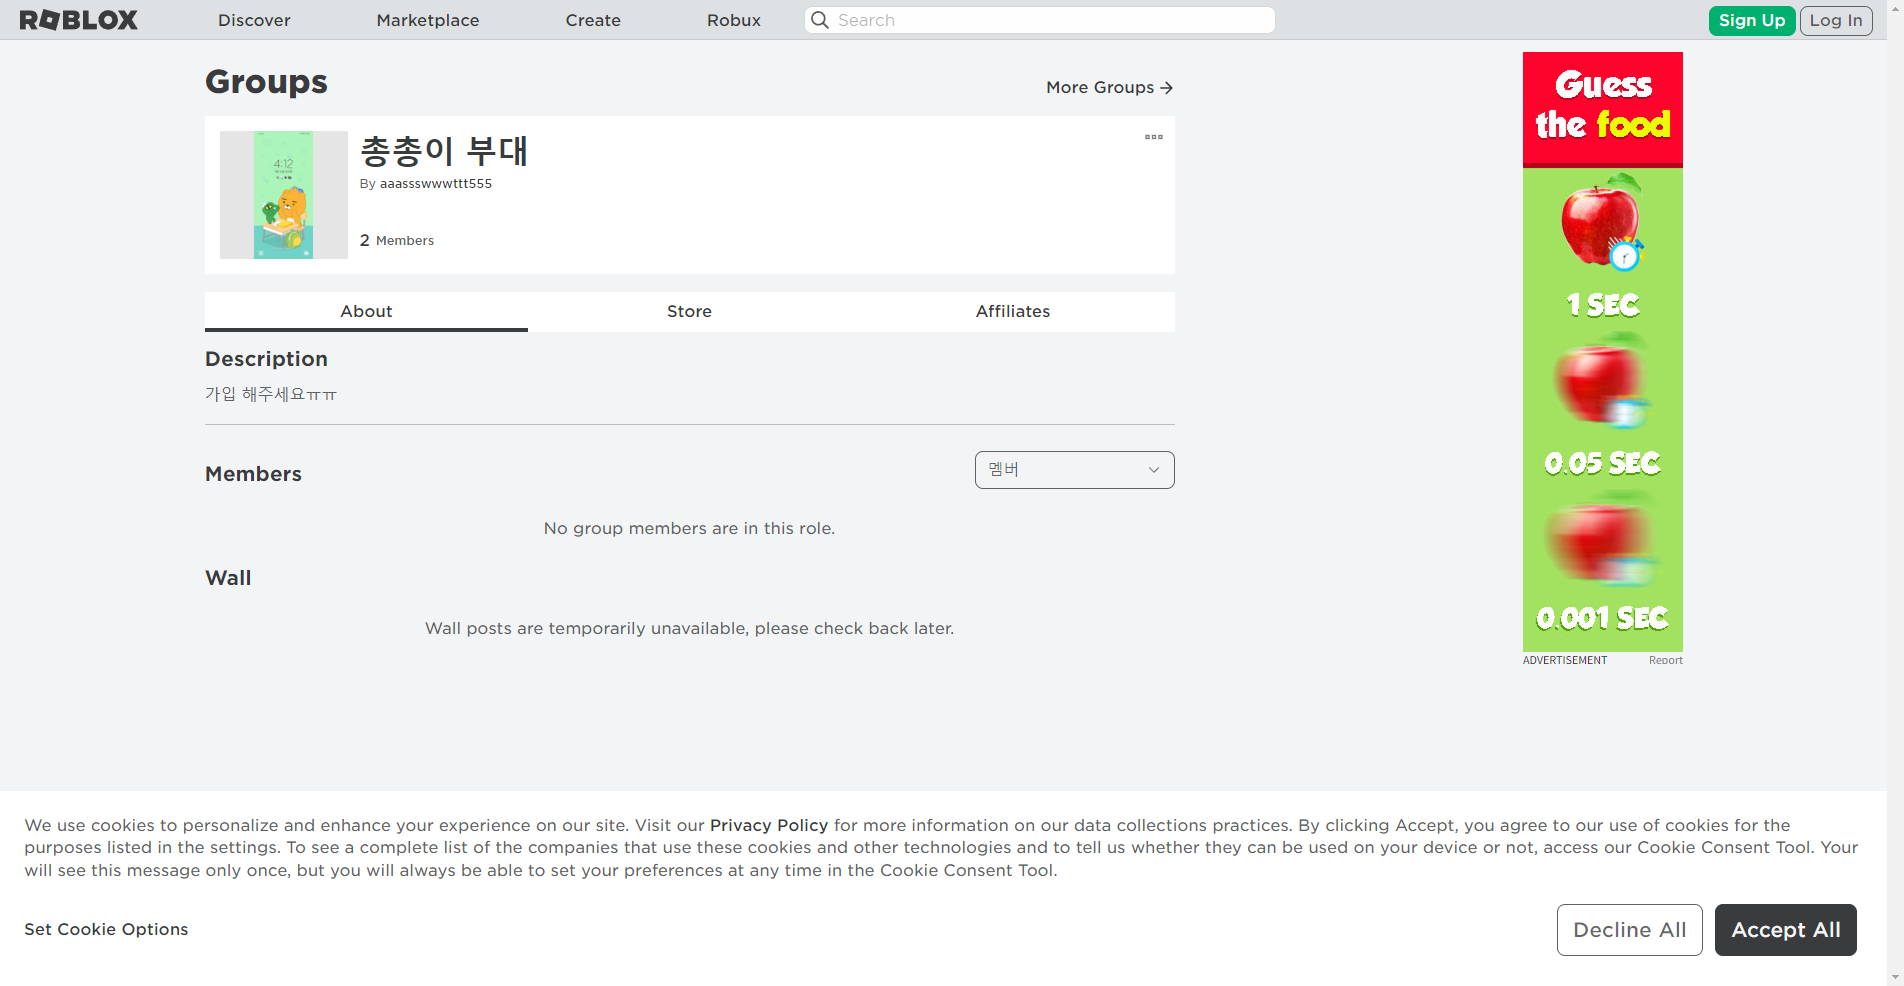 ROBLOX
Discover
Marketplace
Create
Robux
Search
Sign Up
Log In
Groups
More Groups
총총이 부대
By aaassswwwttt555
2 Members
4:12
About
Store
Affiliates
Description
가입 해주세요ㅠㅠ
Members
멤버
No group members are in this role.
Wall
Wall posts are temporarily unavailable, please check back later.
Guess
the food
1 SEC
0.05 SEC
0.001 SEC
ADVERTISEMENT
Report
We use cookies to personalize and enhance your experience on our site. Visit our Privacy Policy for more information on our data collections practices. By clicking Accept, you agree to our use of cookies for the
purposes listed in the settings. To see a complete list of the companies that use these cookies and other technologies and to tell us whether they can be used on your device or not, access our Cookie Consent Tool. Your
will see this message only once, but you will always be able to set your preferences at any time in the Cookie Consent Tool.
Set Cookie Options
Decline All
Accept All